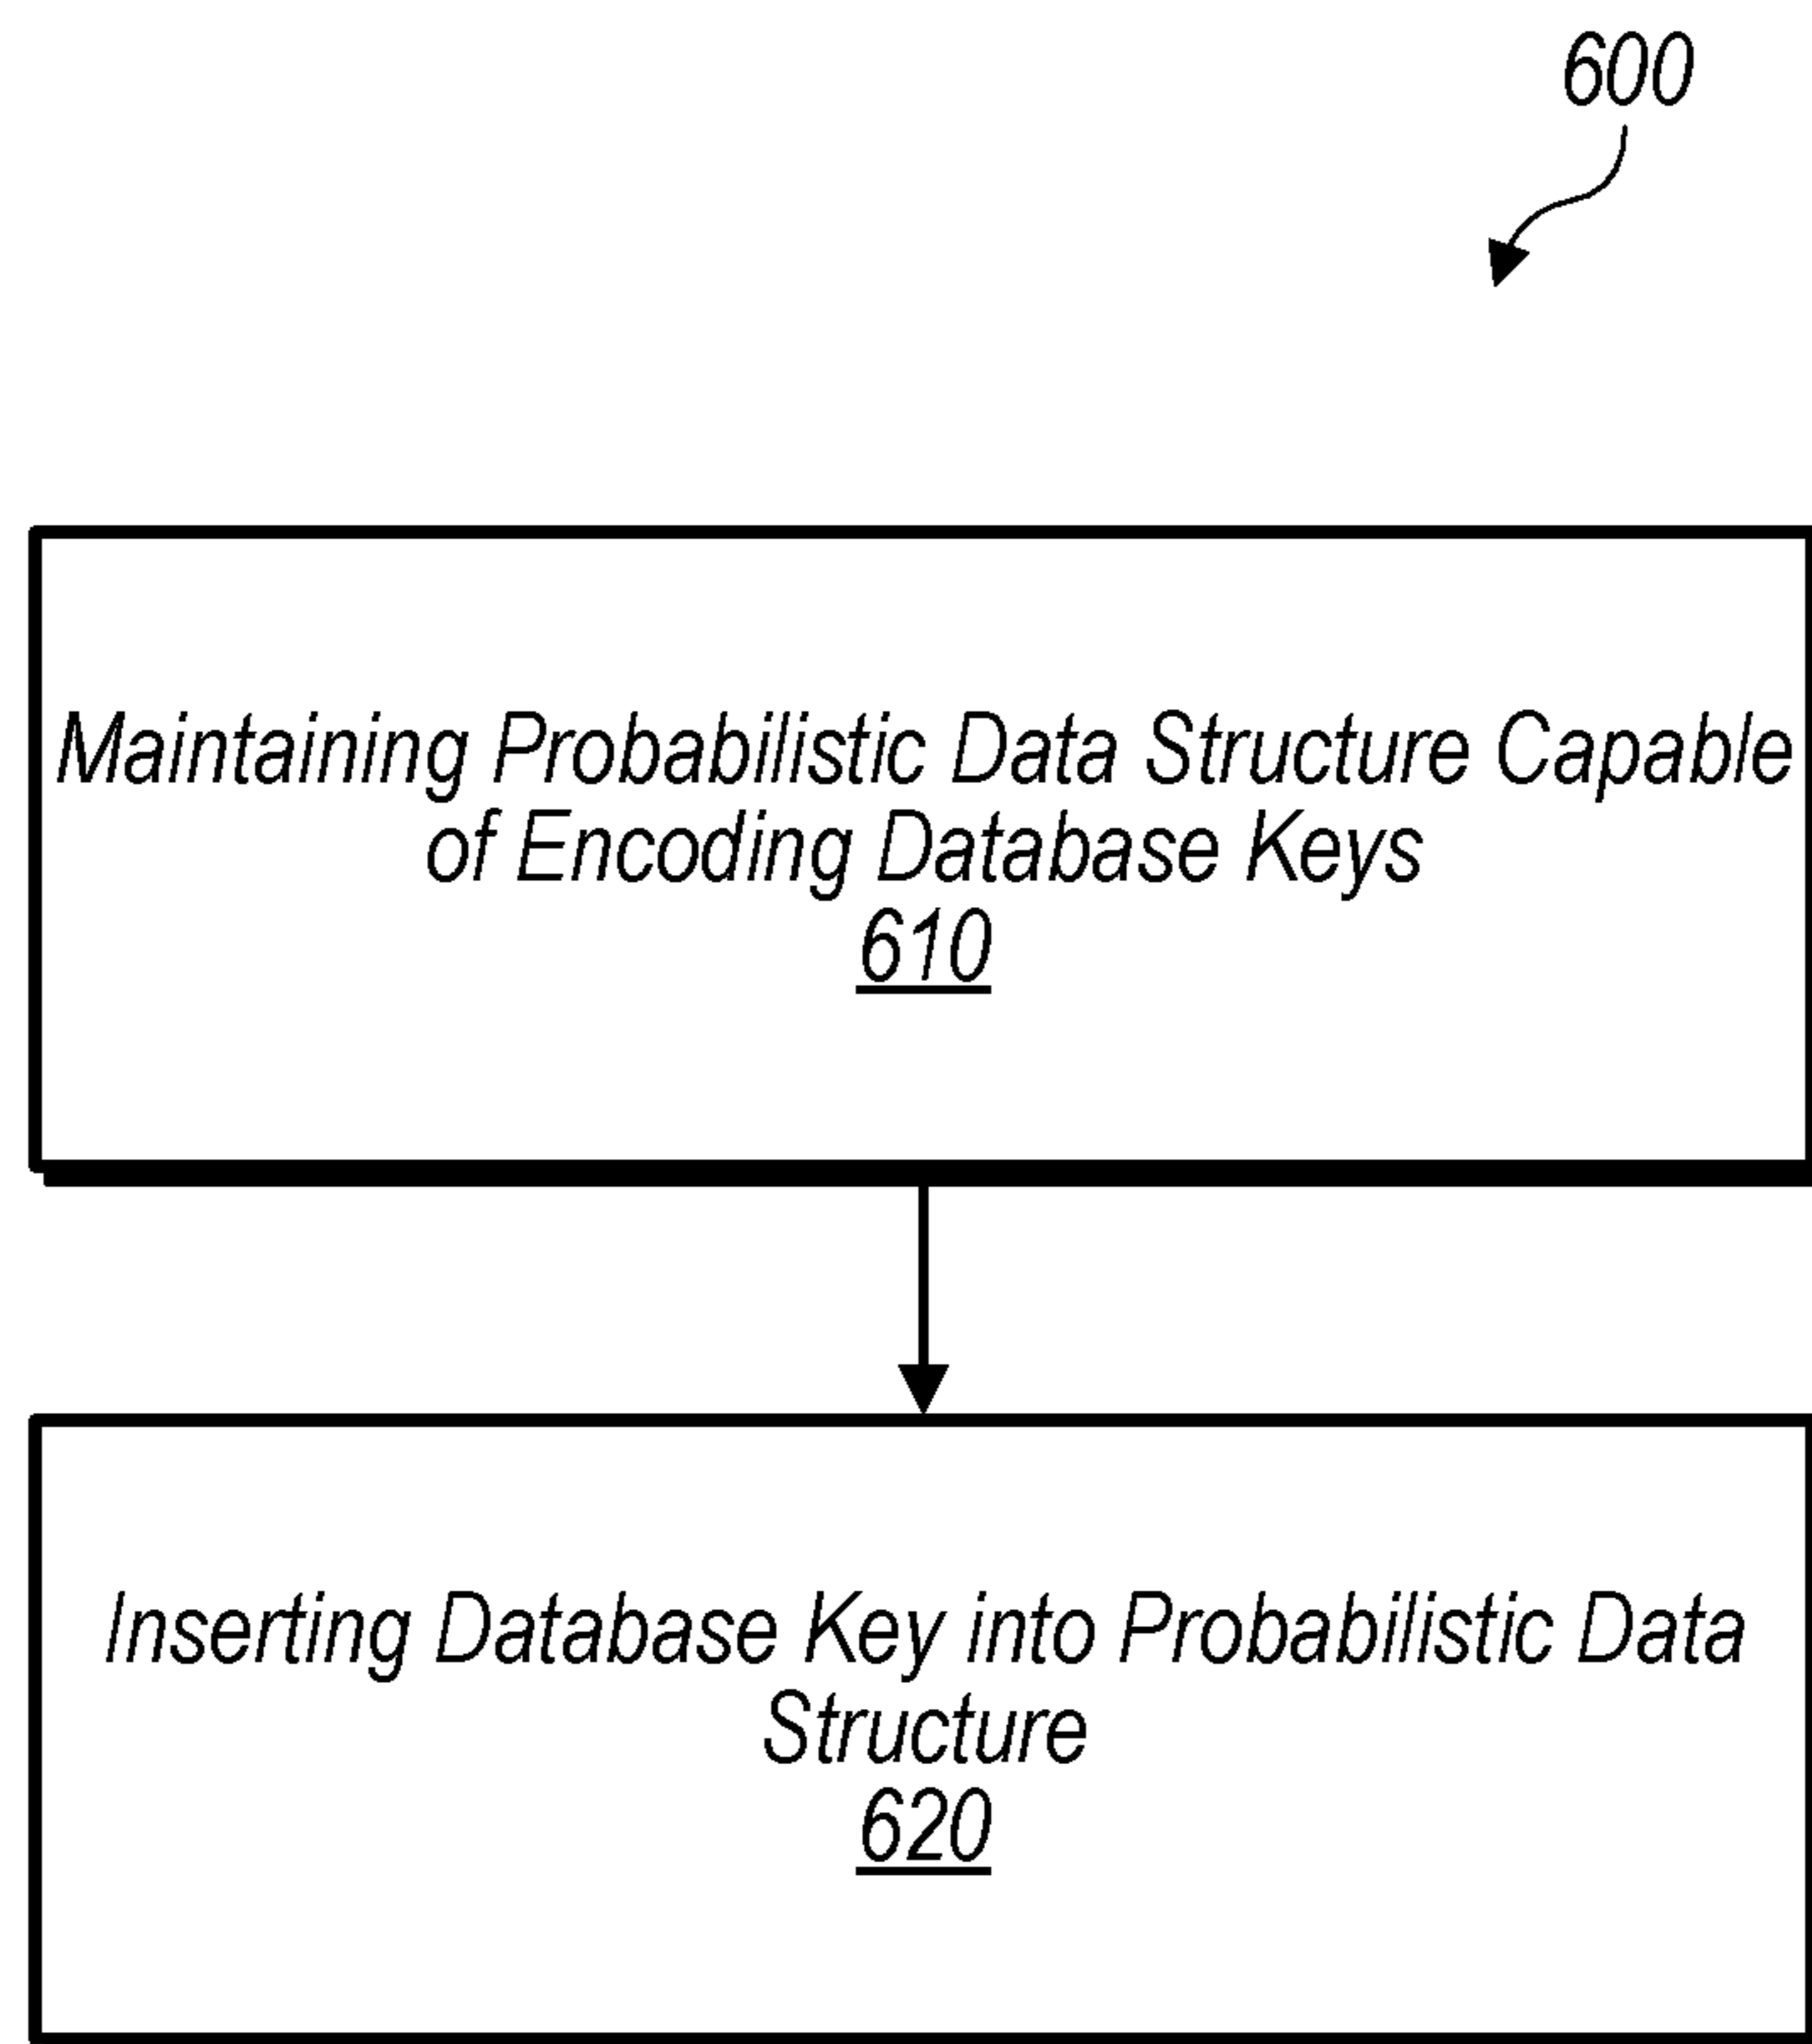 600
Maintaining Probabilistic Data Structure Capable
of Encoding Database Keys
610
Inserting Database Key into Probabilistic Data
Structure
620